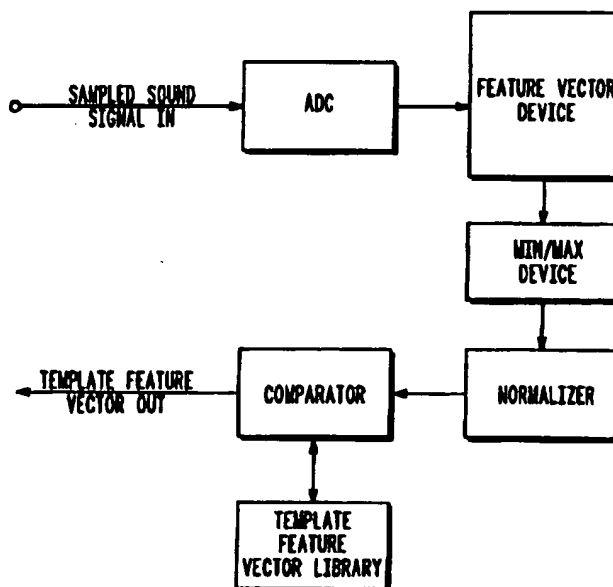 SAMPLED SOUND
SIGNAL IN
ADC
FEATURE VECTOR
DEVICE
MIN/MAX
DEVICE
NORMALIZER
COMPARATOR
TEMPLATE FEATURE
VECTOR OUT
TEMPLATE
FEATURE
VECTOR LIBRARY